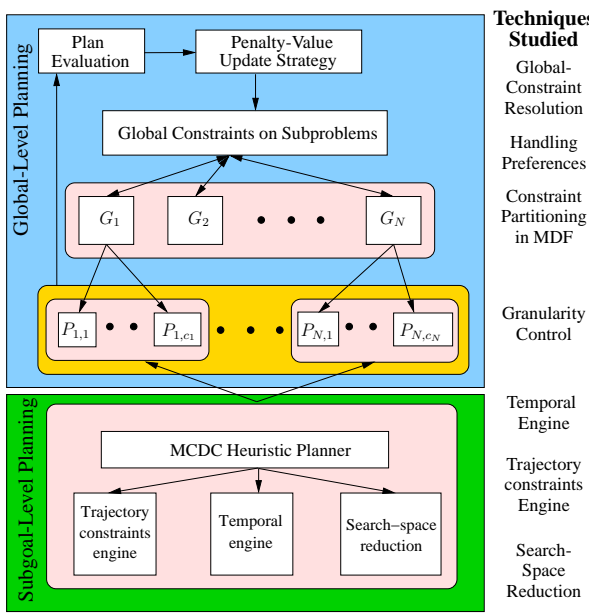 Techniques
Studied
Global-Level Planning
Plan
Evaluation
Penalty-Value
Update Strategy
Global-
Constraint
Resolution
Global Constraints on Subproblems
Handling
Preferences
G1
G2
• • •
GN
Constraint
Partitioning
in MDF
P1,1
• •
P1,c1
• • • •
PN,1
• •
PN,cN
Granularity
Control
Subgoal-Level Planning
MCDC Heuristic Planner
Trajectory
constraints
engine
Temporal
engine
Search-space
reduction
Temporal
Engine
Trajectory
constraints
Engine
Search-
Space
Reduction